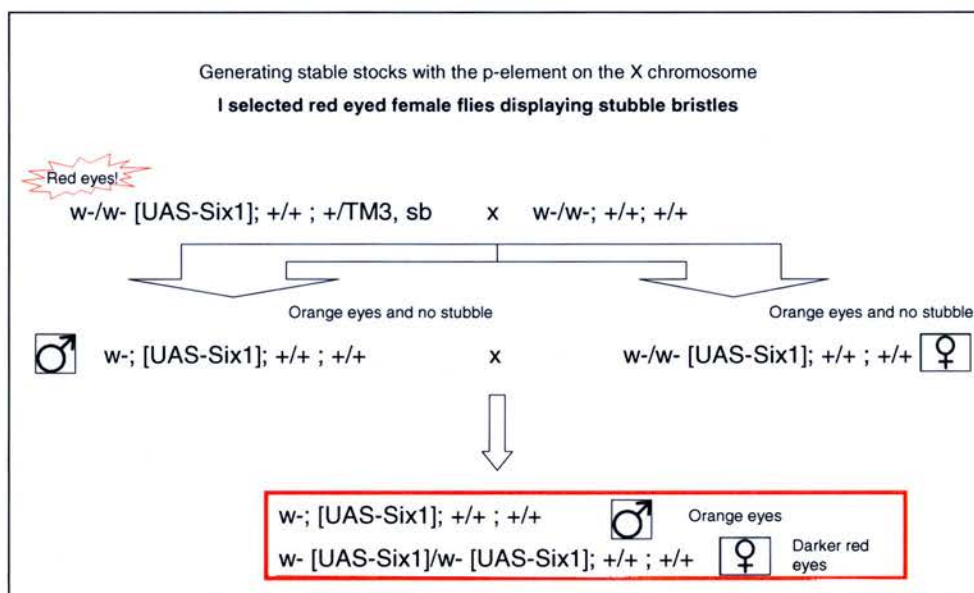 Generating stable stocks with the p-element on the X chromosome
I selected red eyed female flies displaying stubble bristles
Red eyes!
w-/w- [UAS-Six1]; +/+ ; +/TM3, sb x w-/w-; +/+; +/+
Orange eyes and no stubble Orange eyes and no stubble
w-; [UAS-Six1]; +/+ ; +/+ x w-/w- [UAS-Six1]; +/+ ; +/+
w-; [UAS-Six1]; +/+ ; +/+ Orange eyes
w- [UAS-Six1]/w- [UAS-Six1]; +/+ ; +/+ Darker red
eyes